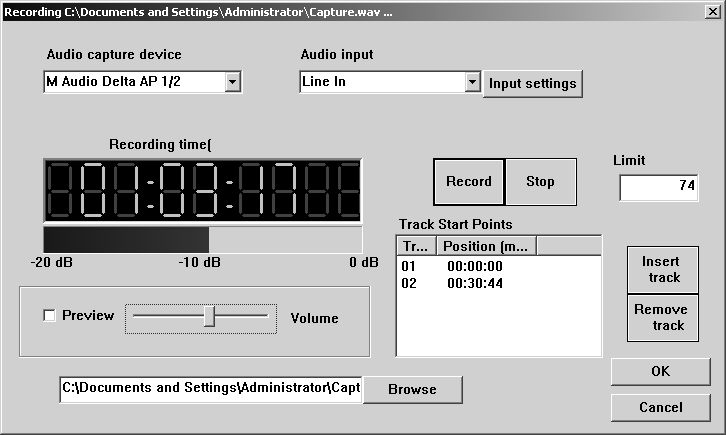 Recording C:\Documents and Settings\Administrator\Capture.wav ...
Audio capture device
Audio input
M Audio Delta AP 1/2
Line In
Input settings
Recording time(
01:03:17
Record
Stop
Limit
74
-20 dB
-10 dB
0 dB
Track Start Points
Tr...
Position (m...
01 00:00:00
02 00:30:44
Insert
track
Remove
track
Preview
Volume
C:\Documents and Settings\Administrator\Capt
Browse
OK
Cancel